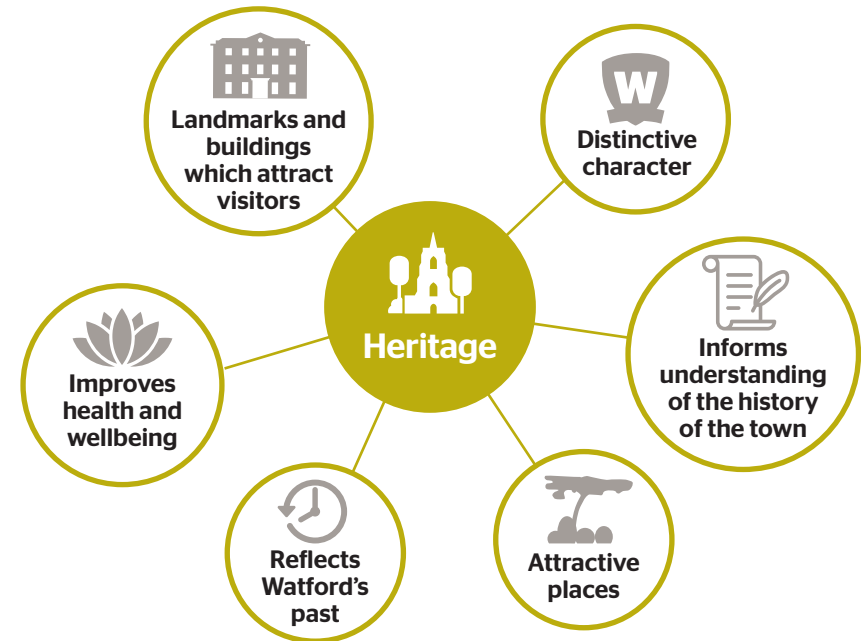 Landmarks and
buildings
which attract
visitors
W
Distinctive
character
Heritage
Informs
understanding
of the history
of the town
Improves
health and
wellbeing
Reflects
Watford's
past
Attractive
places